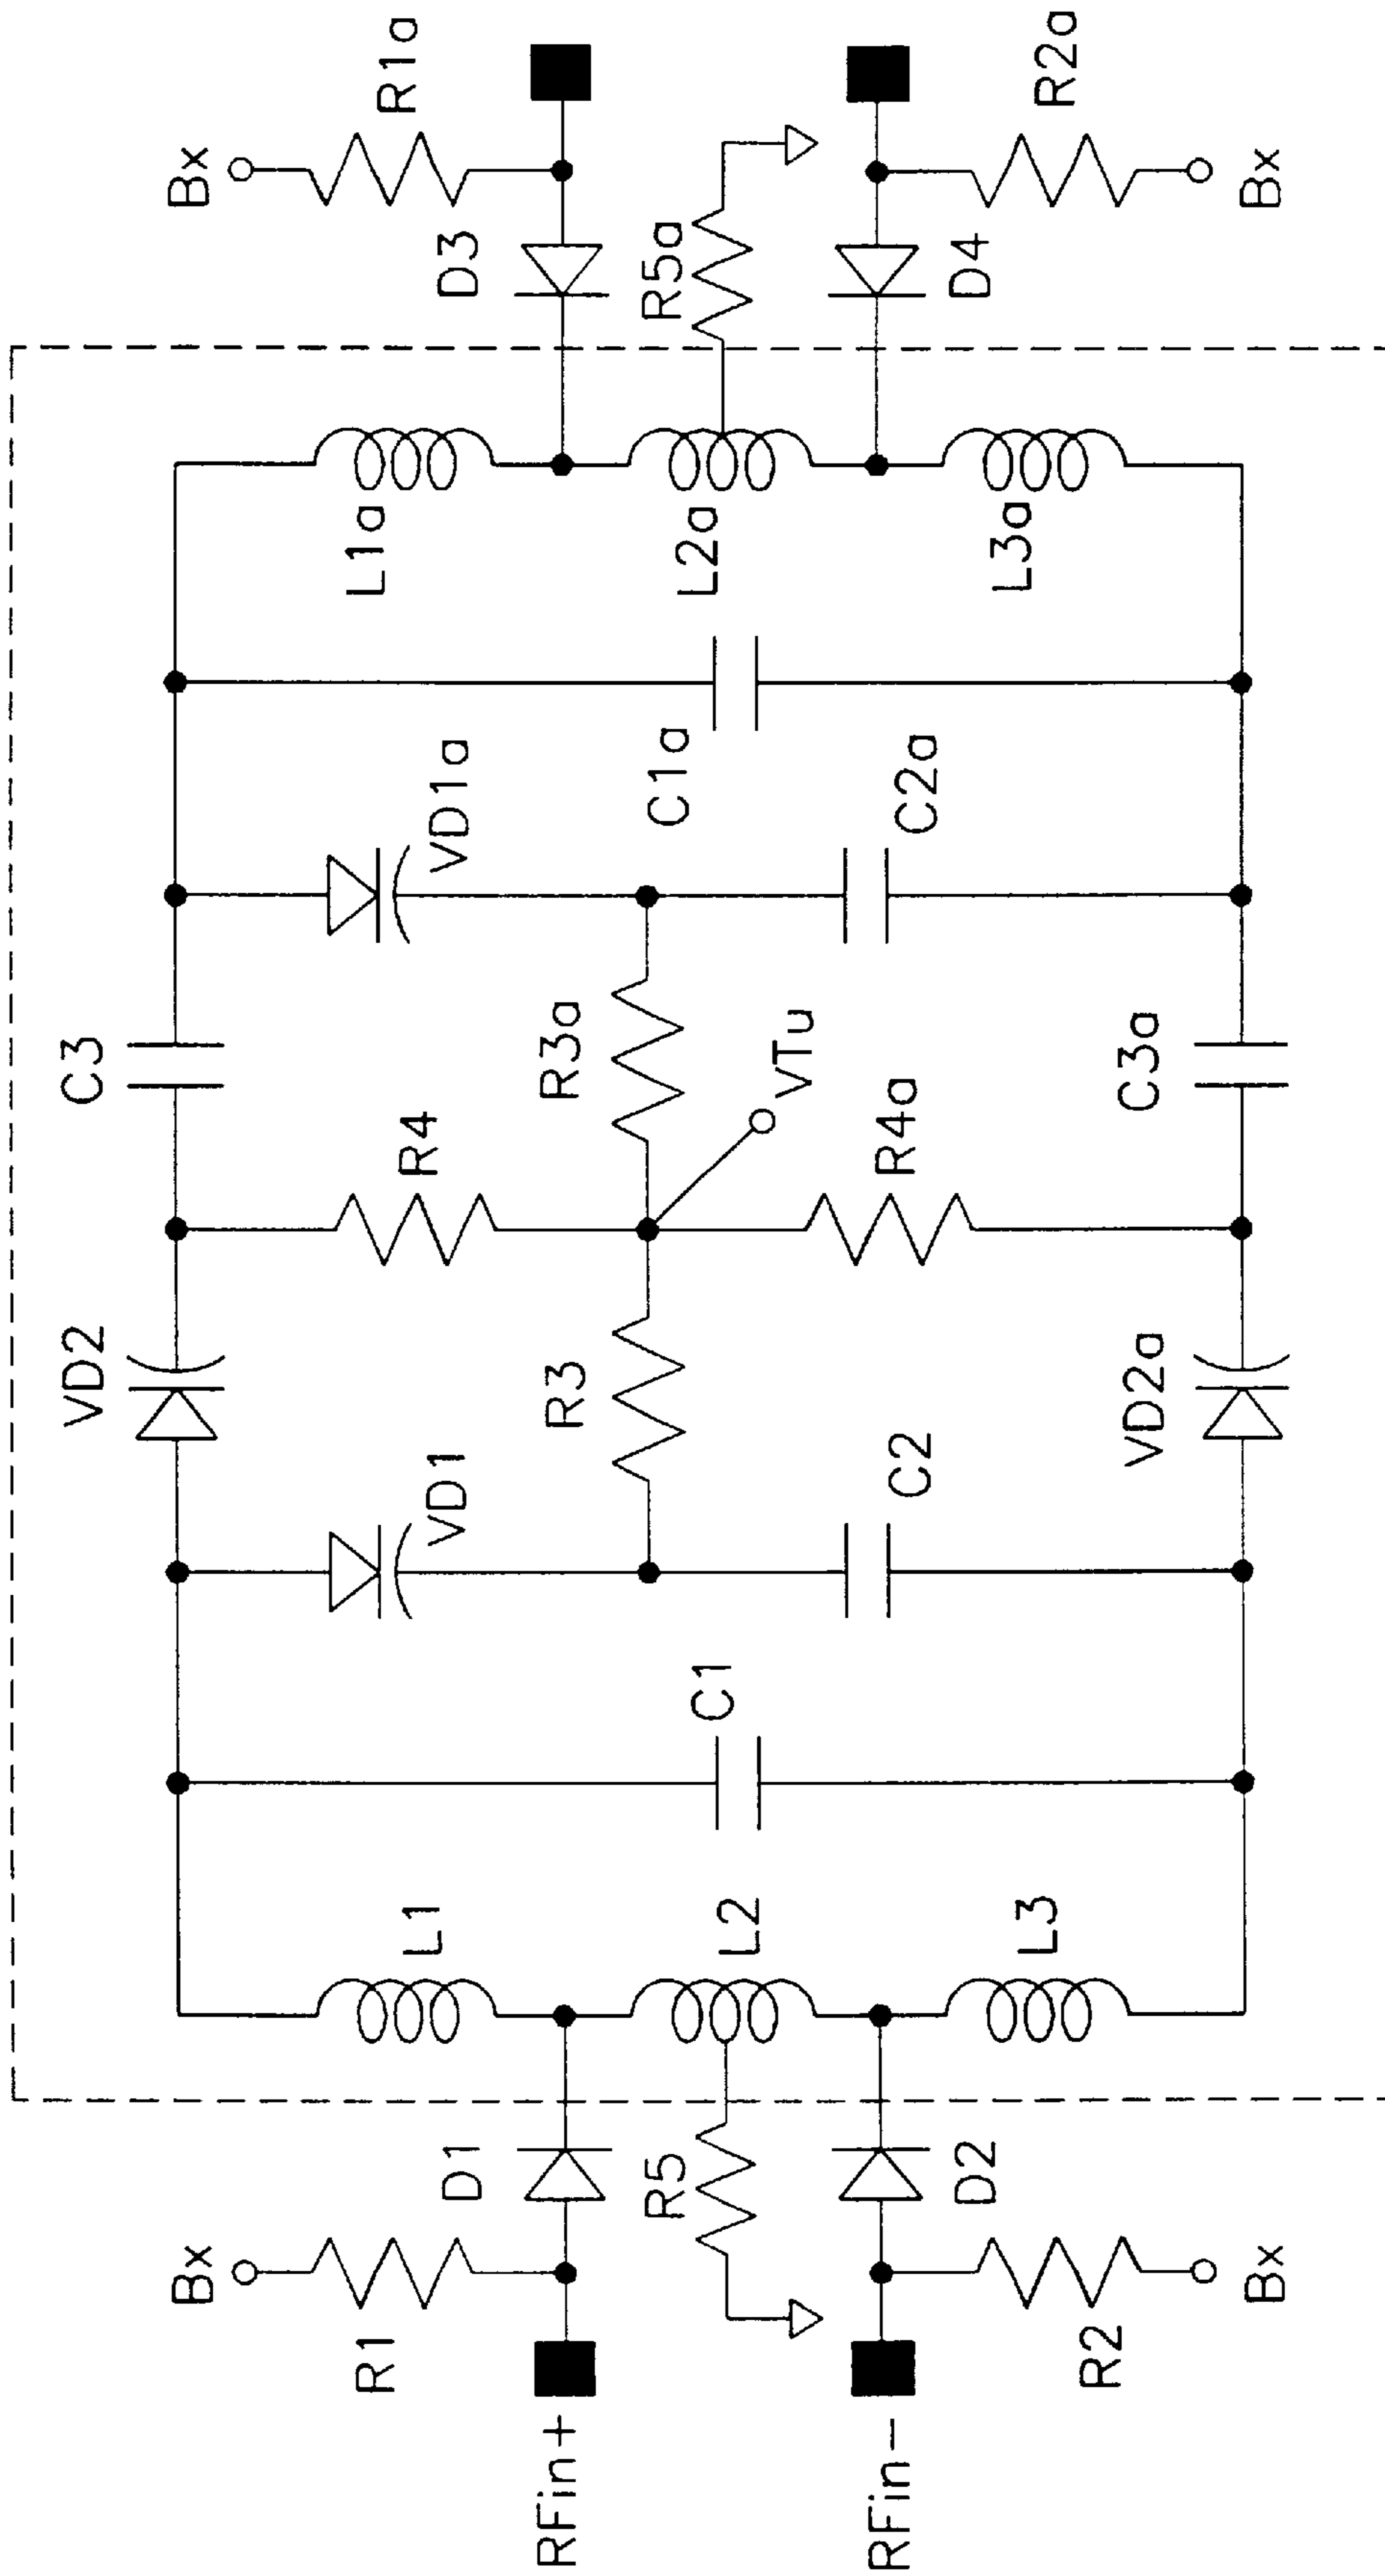 Bx
R1
D1
RFin+
R5
RFin-
D2
R2
Bx
L1
L2
L3
C1
VD1
C2
VD2
R3
VD2a
R4
VTu
R4a
C3
R3a
C3a
VD1a
C1a
C2a
L1a
L2a
L3a
Bx
R1a
D3
R5a
D4
R2a
Bx